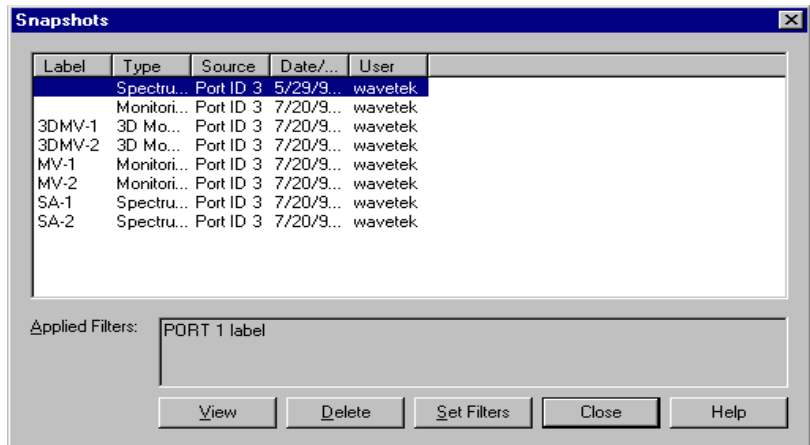 Snapshots
Label Type Source Date/... User
Spectru... Port ID 3 5/29/9... wavetek
Monitori... Port ID 3 7/20/9... wavetek
3DMV-1 3D Mo... Port ID 3 7/20/9... wavetek
3DMV-2 3D Mo... Port ID 3 7/20/9... wavetek
MV-1 Monitori... Port ID 3 7/20/9... wavetek
MV-2 Monitori... Port ID 3 7/20/9... wavetek
SA-1 Spectru... Port ID 3 7/20/9... wavetek
SA-2 Spectru... Port ID 3 7/20/9... wavetek
Applied Filters: PORT 1 label
View Delete Set Filters Close Help